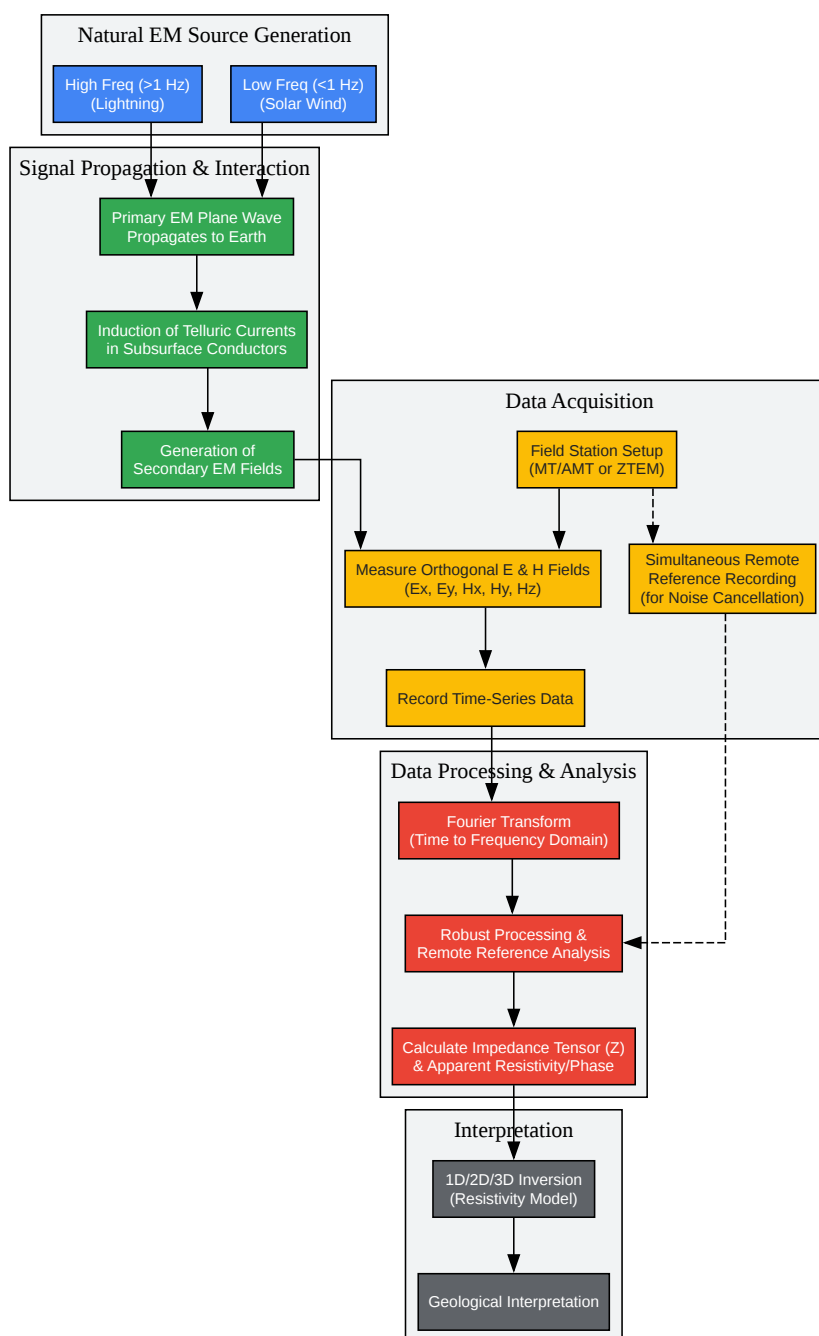 Natural EM Source Generation
High Freq (>1 Hz)
(Lightning)
Low Freq (<1 Hz)
(Solar Wind)
Signal Propagation & Interaction
Primary EM Plane Wave
Propagates to Earth
Induction of Telluric Currents
in Subsurface Conductors
Generation of
Secondary EM Fields
Data Acquisition
Field Station Setup
(MT/AMT or ZTEM)
Measure Orthogonal E & H Fields
(Ex, Ey, Hx, Hy, Hz)
Simultaneous Remote
Reference Recording
(for Noise Cancellation)
Record Time-Series Data
Data Processing & Analysis
Fourier Transform
(Time to Frequency Domain)
Robust Processing &
Remote Reference Analysis
Calculate Impedance Tensor (Z)
& Apparent Resistivity/Phase
Interpretation
1D/2D/3D Inversion
(Resistivity Model)
Geological Interpretation